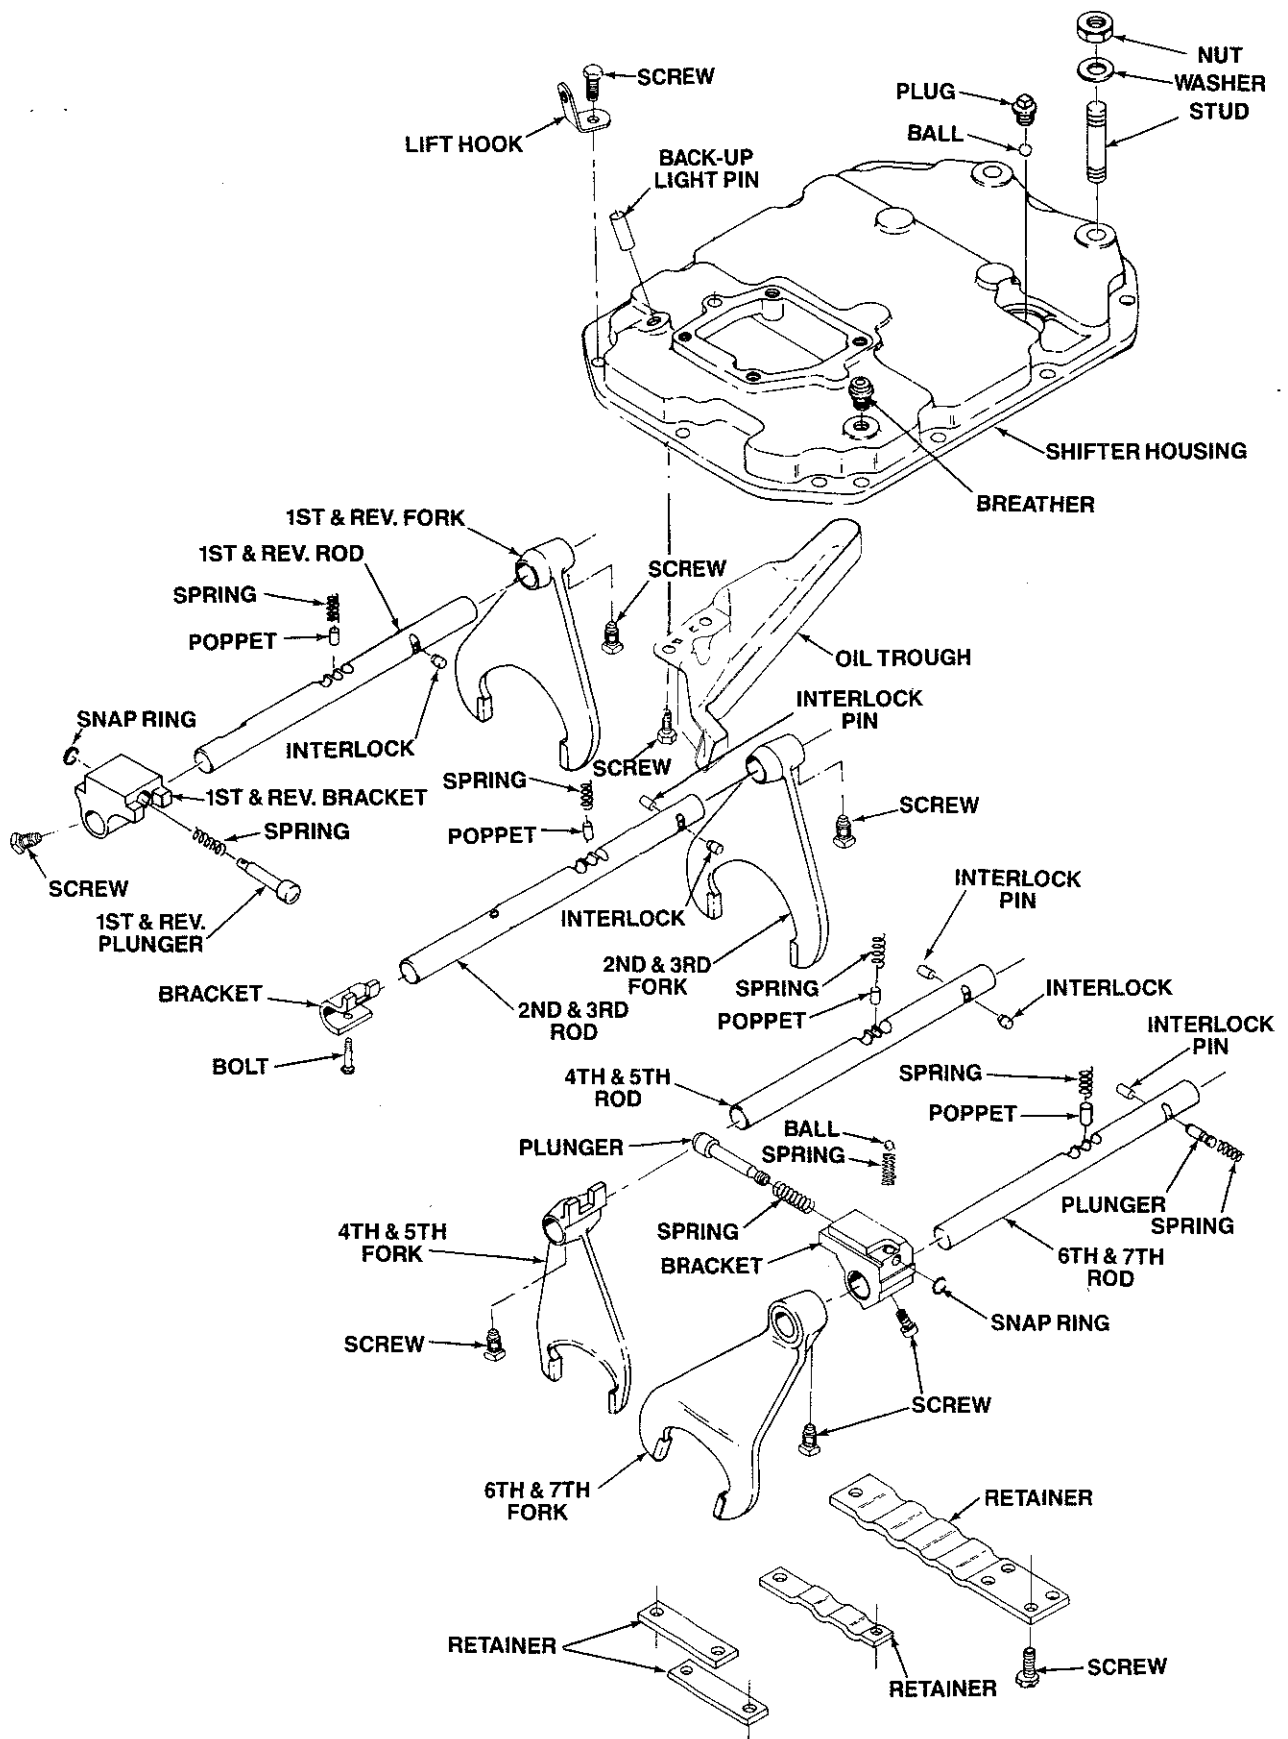 NUT
WASHER
STUD
SCREW
PLUG
BALL
LIFT HOOK
BACK-UP
LIGHT PIN
SHIFTER HOUSING
BREATHER
1ST & REV. FORK
1ST & REV. ROD
SPRING
POPPET
SCREW
OIL TROUGH
SNAP RING
INTERLOCK
INTERLOCK
PIN
SCREW
SPRING
1ST & REV. BRACKET
SPRING
POPPET
SCREW
SCREW
1ST & REV.
PLUNGER
INTERLOCK
INTERLOCK
PIN
2ND & 3RD
FORK
SPRING
POPPET
INTERLOCK
BRACKET
2ND & 3RD
ROD
BOLT
INTERLOCK
PIN
4TH & 5TH
ROD
SPRING
POPPET
BALL
SPRING
PLUNGER
PLUNGER
SPRING
4TH & 5TH
FORK
SPRING
BRACKET
6TH & 7TH
ROD
SNAP RING
SCREW
SCREW
6TH & 7TH
FORK
RETAINER
RETAINER
RETAINER
SCREW